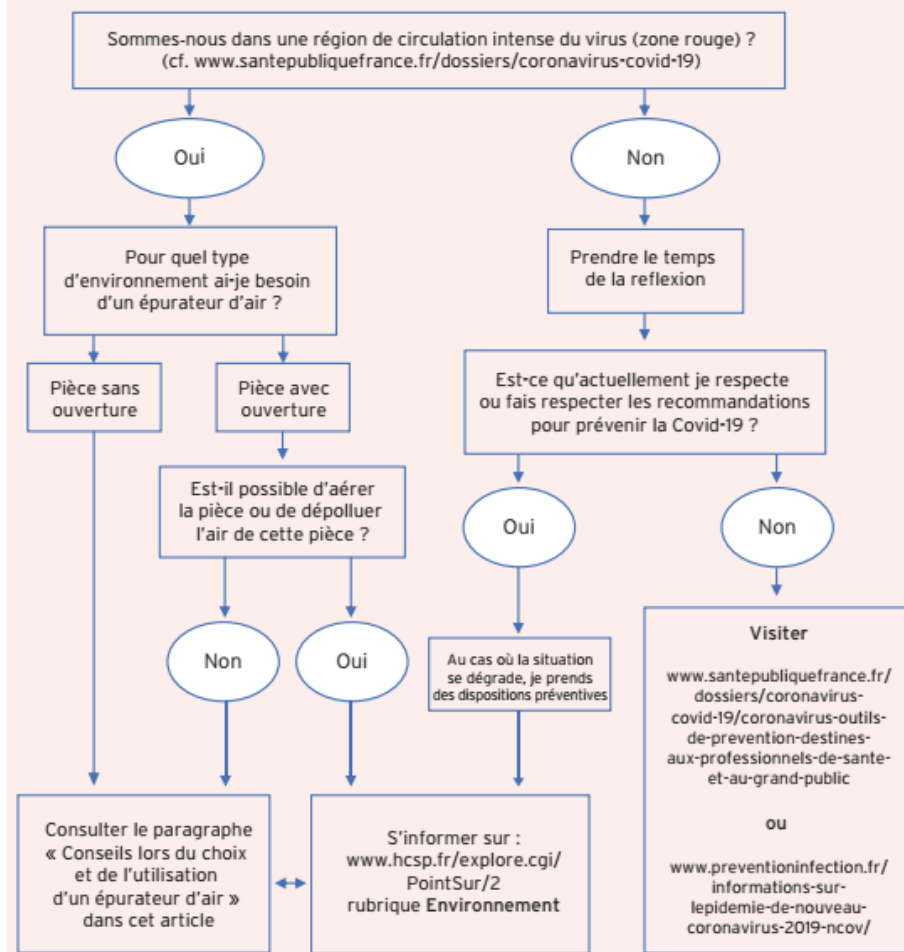 Sommes-nous dans une région de circulation intense du virus (zone rouge) ?
(cf. www.santepubliquefrance.fr/dossiers/coronavirus-covid-19)
Oui
Non
Pour quel type
d'environnement ai-je besoin
d'un épurateur d'air ?
Prendre le temps
de la reflexion
Pièce sans
ouverture
Pièce avec
ouverture
Est-ce qu'actuellement je respecte
ou fais respecter les recommandations
pour prévenir la Covid-19 ?
Est-il possible d'aérer
la pièce ou de dépolluer
l'air de cette pièce ?
Oui
Non
Non
Oui
Au cas où la situation
se dégrade, je prends
des dispositions préventives
Visiter
www.santepubliquefrance.fr/
dossiers/coronavirus-
covid-19/coronavirus-outils-
de-prevention-destines-
aux-professionnels-de-sante-
et-au-grand-public
ou
www.preventioninfection.fr/
informations-sur-
lepidemie-de-nouveau-
coronavirus-2019-ncov/
Consulter le paragraphe
« Conseils lors du choix
et de l'utilisation
d'un épurateur d'air »
dans cet article
S'informer sur :
www.hcsp.fr/explore.cgi/
PointSur/2
rubrique Environnement